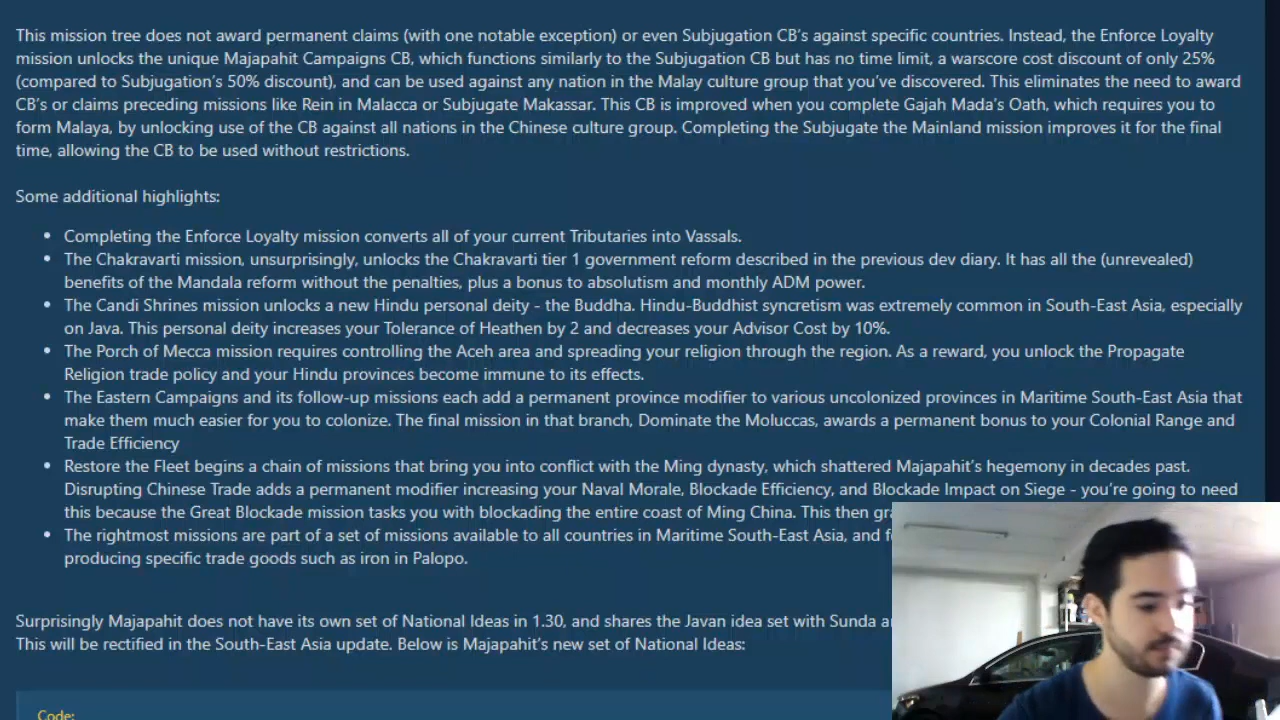 This mission tree does not award permanent claims (with one notable exception) or even Subjugation CB's against specific countries. Instead, the Enforce Loyalty
mission unlocks the unique Majapahit Campaigns CB, which functions similarly to the Subjugation CB but has no time limit, a warscore cost discount of only 25%
(compared to Subjugation's 50% discount), and can be used against any nation in the Malay culture group that you've discovered. This eliminates the need to award
CB's or claims preceding missions like Rein in Malacca or Subjugate Makassar. This CB is improved when you complete Gajah Mada's Oath, which requires you to
form Malaya, by unlocking use of the CB against all nations in the Chinese culture group. Completing the Subjugate the Mainland mission improves it for the final
time, allowing the CB to be used without restrictions.
Some additional highlights:
• Completing the Enforce Loyalty mission converts all of your current Tributaries into Vassals.
• The Chakravarti mission, unsurprisingly, unlocks the Chakravarti tier 1 government reform described in the previous dev diary. It has all the (unrevealed)
benefits of the Mandala reform without the penalties, plus a bonus to absolutism and monthly ADM power.
• The Candi Shrines mission unlocks a new Hindu personal deity - the Buddha. Hindu-Buddhist syncretism was extremely common in South-East Asia, especially
on Java. This personal deity increases your Tolerance of Heathen by 2 and decreases your Advisor Cost by 10%.
• The Porch of Mecca mission requires controlling the Aceh area and spreading your religion through the region. As a reward, you unlock the Propagate
Religion trade policy and your Hindu provinces become immune to its effects.
• The Eastern Campaigns and its follow-up missions each add a permanent province modifier to various uncolonized provinces in Maritime South-East Asia that
make them much easier for you to colonize. The final mission in that branch, Dominate the Moluccas, awards a permanent bonus to your Colonial Range and
Trade Efficiency
• Restore the Fleet begins a chain of missions that bring you into conflict with the Ming dynasty, which shattered Majapahit's hegemony in decades past.
Disrupting Chinese Trade adds a permanent modifier increasing your Naval Morale, Blockade Efficiency, and Blockade Impact on Siege - you're going to need
this because the Great Blockade mission tasks you with blockading the entire coast of Ming China. This then
• The rightmost missions are part of a set of missions available to all countries in Maritime South-East Asia, and
producing specific trade goods such as iron in Palopo.
Surprisingly Majapahit does not have its own set of National Ideas in 1.30, and shares the Javan idea set with Sunda
This will be rectified in the South-East Asia update. Below is Majapahit's new set of National Ideas:
Code: